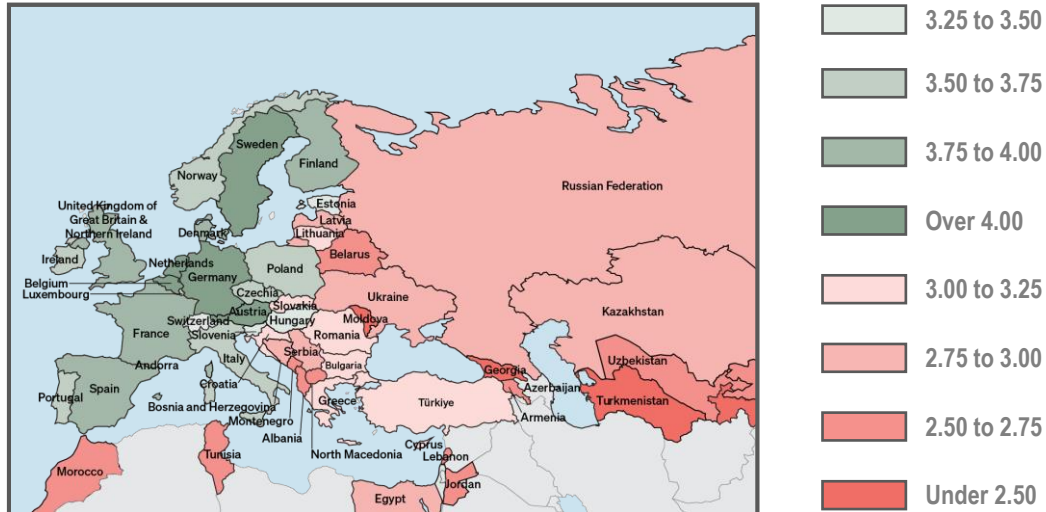 3.25 to 3.50
3.50 to 3.75
3.75 to 4.00
Over 4.00
3.00 to 3.25
2.75 to 3.00
2.50 to 2.75
Under 2.50
Sweden
Finland
Norway
Russian Federation
Estonia
United Kingdom of
Great Britain &
Northern Ireland
Latvia
Denmark
Lithuania
Ireland
Belarus
Netherlands
Poland
Germany
Belgium
Luxembourg
Czechia
Ukraine
Slovakia
Kazakhstan
Austria
Moldova
Switzerland
Hungary
France
Slovenia
Romania
Serbia
Italy
Uzbekistan
Andorra
Bulgaria
Georgia
Croatia
Azerbaijan
Spain
Portugal
Greece
Türkiye
Turkmenistan
Bosnia and Herzegovina
Armenia
Montenegro
Albania
Cyprus
North Macedonia
Tunisia
Lebanon
Morocco
Jordan
Egypt